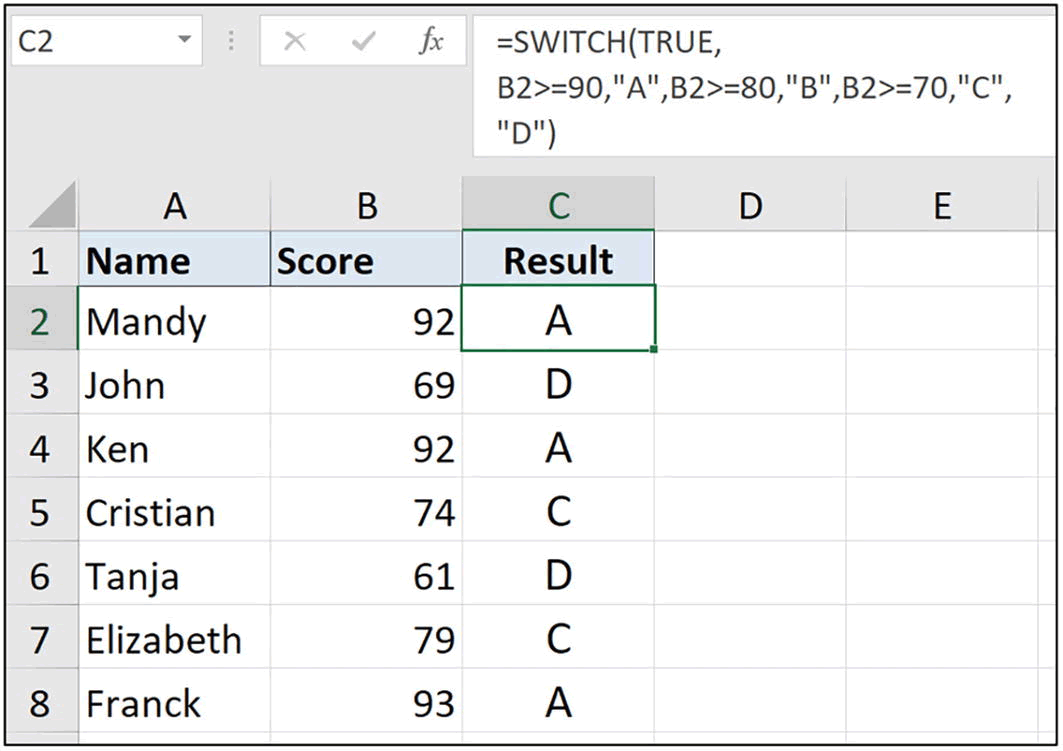 C2 fx =SWITCH(TRUE,
B2>=90,"A",B2>=80,"B",B2>=70,"C",
"D")
A B C D E
1 Name Score Result
2 Mandy 92 A
3 John 69 D
4 Ken 92 A
5 Cristian 74 C
6 Tanja 61 D
7 Elizabeth 79 C
8 Franck 93 A